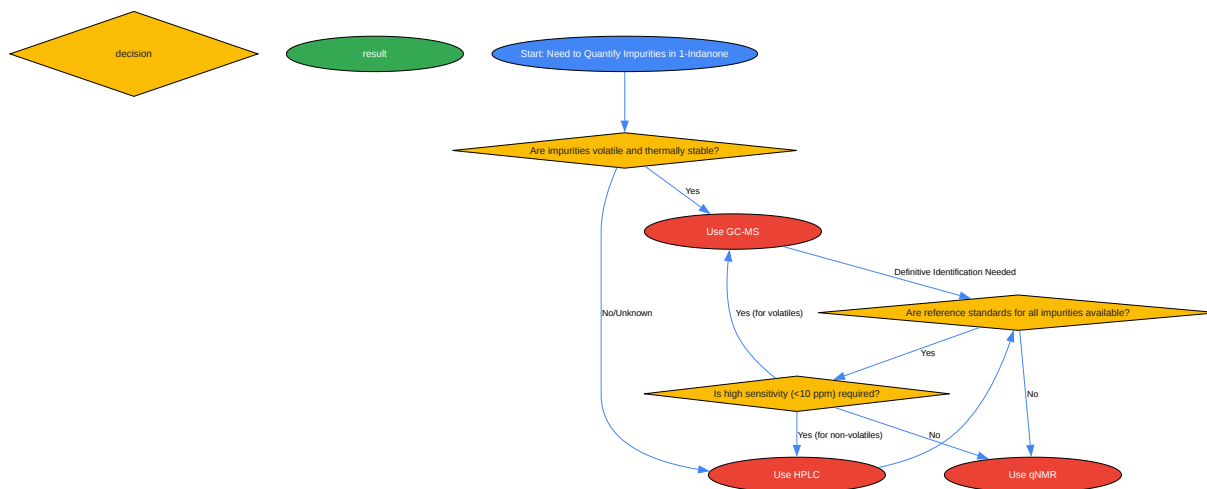 decision
result
Start: Need to Quantify Impurities in 1-Indanone
Are impurities volatile and thermally stable?
Yes
Use GC-MS
Definitive Identification Needed
No/Unknown
Yes (for volatiles)
Are reference standards for all impurities available?
Yes
Is high sensitivity (<10 ppm) required?
No
Yes (for non-volatiles)
No
Use HPLC
Use qNMR